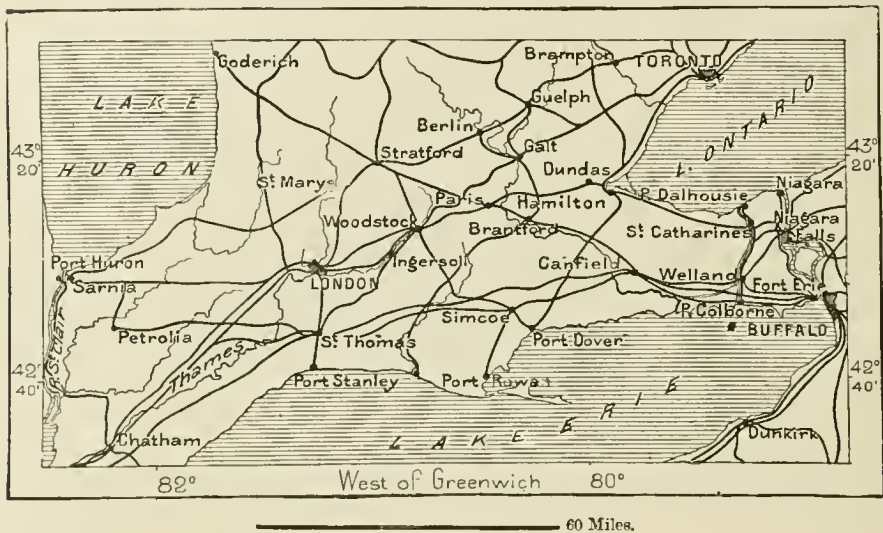 Goderich
Brampton
TORONTO
LAKE
HURON
Guelph
Berlin
L. ONTARIO
43°
20'
43°
20'
Stratford
Galt
Dundas
St Marys
Paris
Hamilton
P. Dalhousie
Niagara
Woodstock
Brantford
St Catharines
Niagara
Falls
Port Huron
Sarnia
Ingersoll
LONDON
Canfield
Welland
Fort Erie
R. St Clair
Petrolia
St Thomas
Simcoe
P. Colborne
BUFFALO
Port Dover
Thames
42°
40'
42°
40'
Port Stanley
Port Rowan
LAKE ERIE
Chatham
Dunkirk
82°
West of Greenwich
80°
60 Miles.